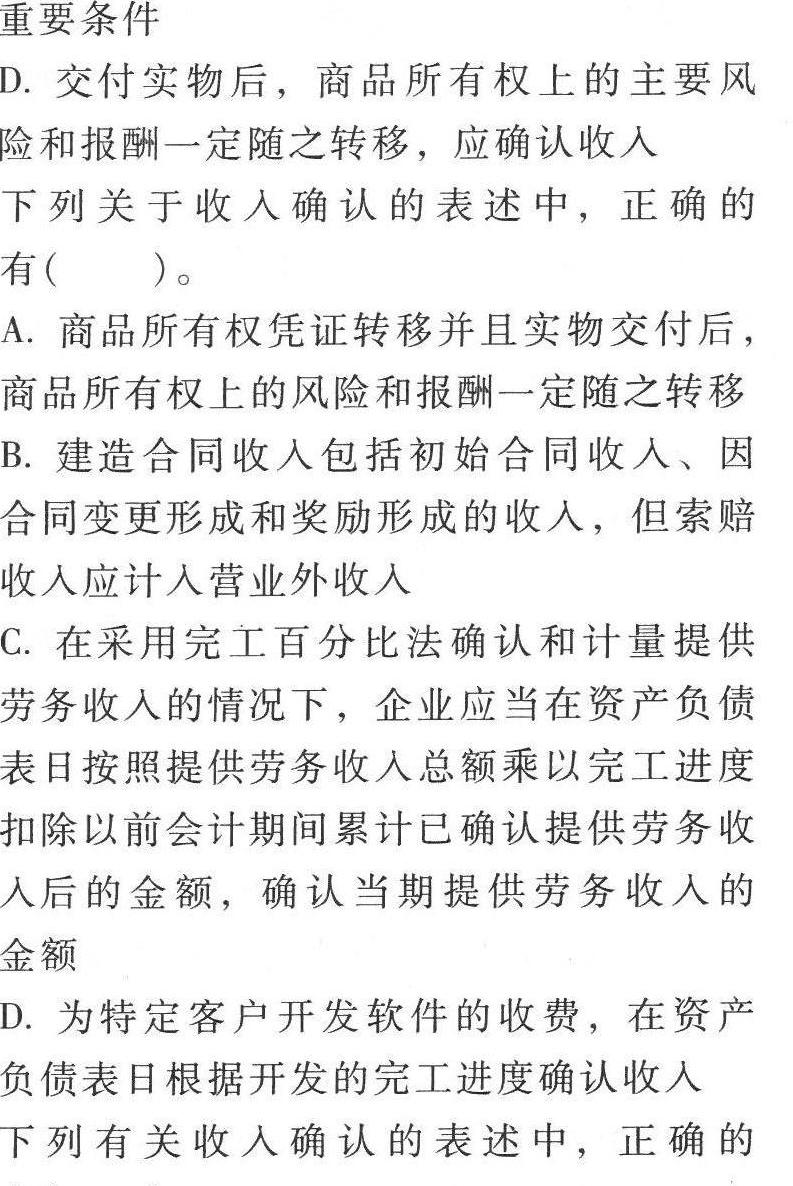 重要条件
D. 交付实物后，商品所有权上的主要风
险和报酬一定随之转移，应确认收入
下列关于收入确认的表述中，正确的
有(　　)。
A. 商品所有权凭证转移并且实物交付后，
商品所有权上的风险和报酬一定随之转移
B. 建造合同收入包括初始合同收入、因
合同变更形成和奖励形成的收入，但索赔
收入应计入营业外收入
C. 在采用完工百分比法确认和计量提供
劳务收入的情况下，企业应当在资产负债
表日按照提供劳务收入总额乘以完工进度
扣除以前会计期间累计已确认提供劳务收
入后的金额，确认当期提供劳务收入的
金额
D. 为特定客户开发软件的收费，在资产
负债表日根据开发的完工进度确认收入
下列有关收入确认的表述中，正确的